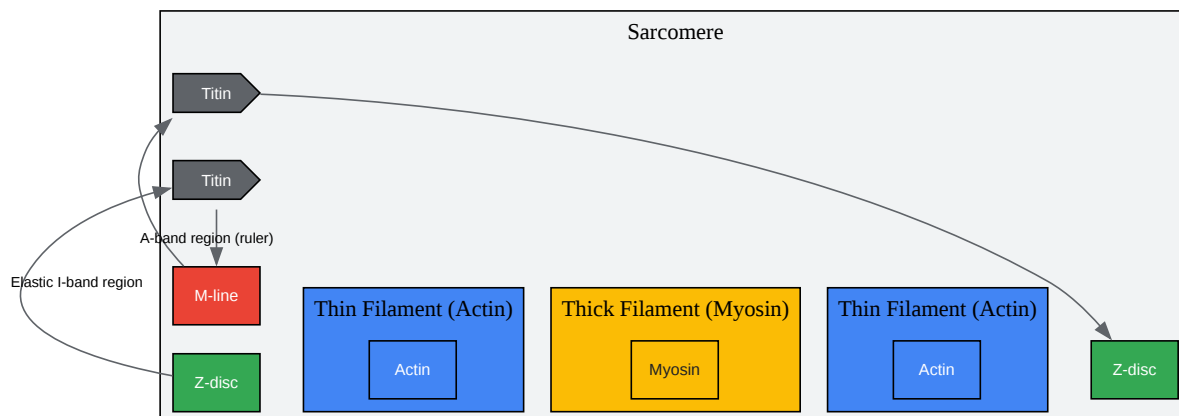 Sarcomere
Titin
Titin
A-band region (ruler)
Elastic I-band region
M-line
Thin Filament (Actin)
Thick Filament (Myosin)
Thin Filament (Actin)
Z-disc
Actin
Myosin
Actin
Z-disc